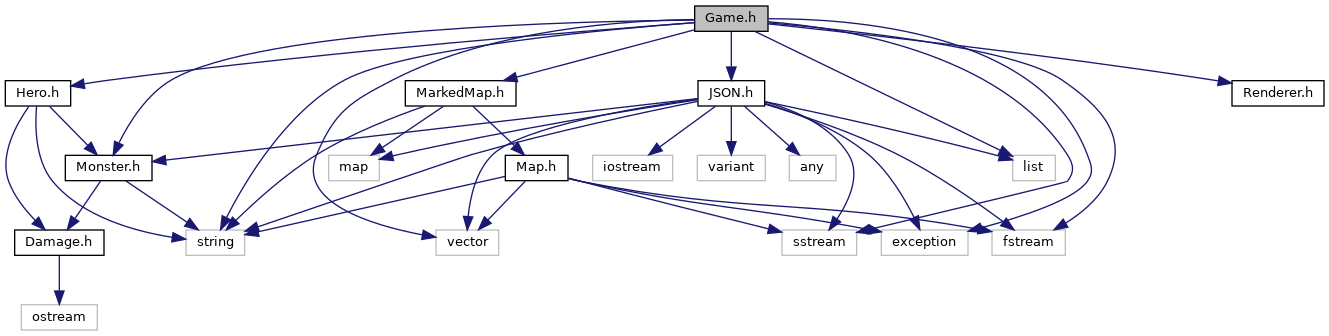 Game.h
Hero.h
MarkedMap.h
JSON.h
Renderer.h
Monster.h
map
Map.h
iostream
variant
any
list
Damage.h
string
vector
sstream
exception
fstream
ostream